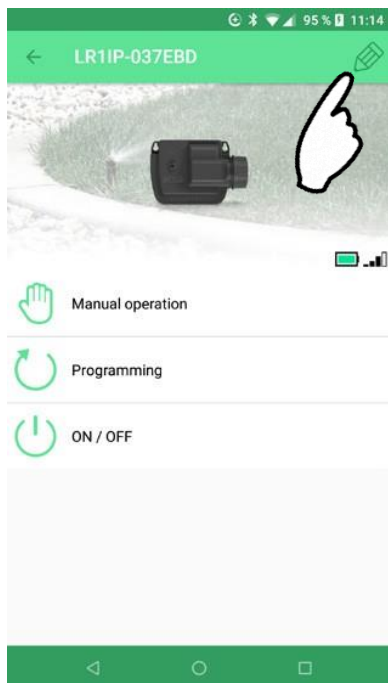 95 % 11:14
LR1IP-037EBD
Manual operation
Programming
ON / OFF